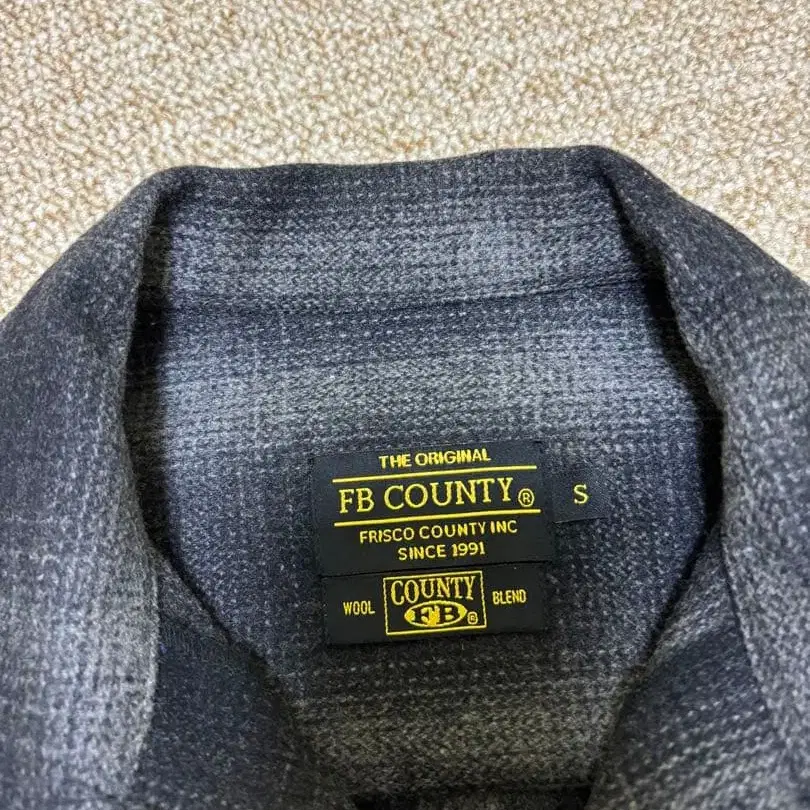 THE ORIGINAL
FB COUNTY®
S
FRISCO COUNTY INC
SINCE 1991
WOOL COUNTY BLEND
FB®